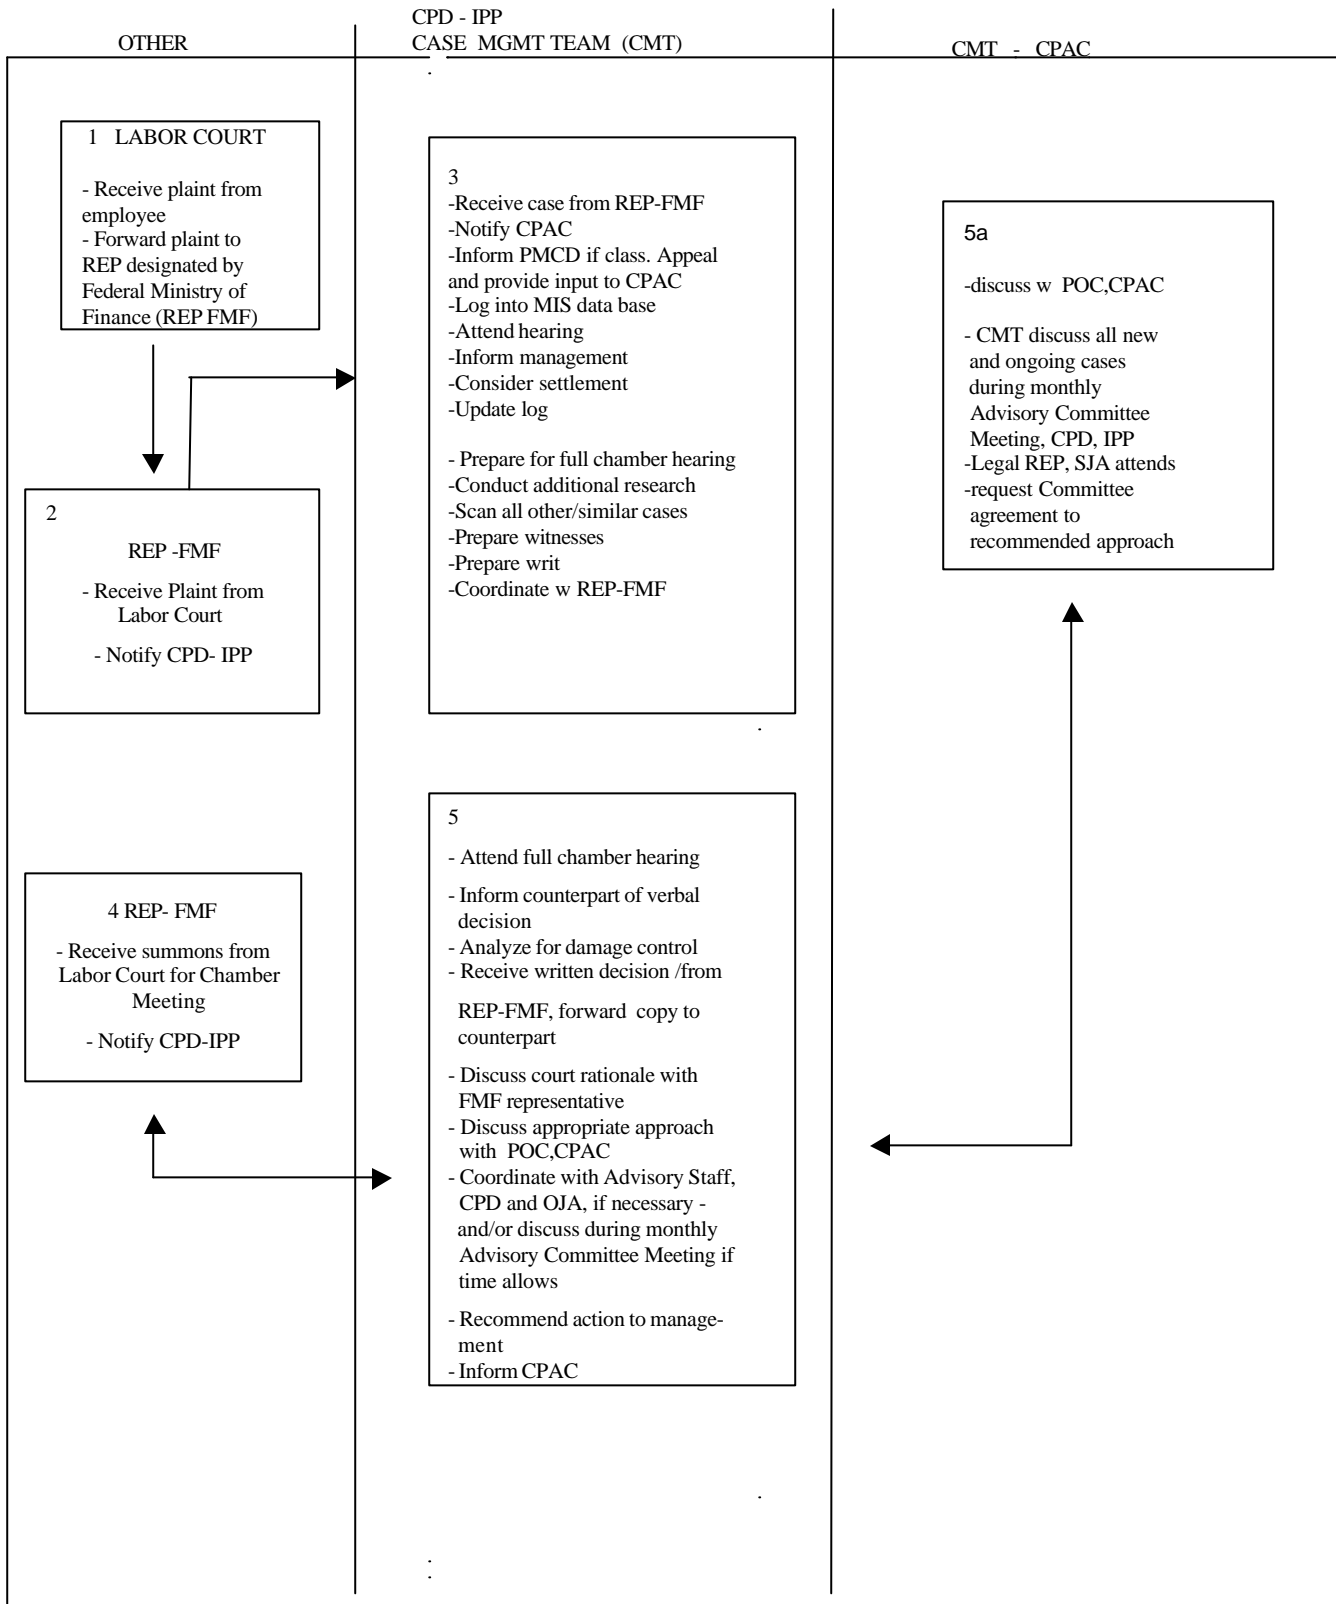 OTHER
CPD - IPP
CASE MGMT TEAM (CMT)
CMT - CPAC
1 LABOR COURT
- Receive plaint from
employee
- Forward plaint to
REP designated by
Federal Ministry of
Finance (REP FMF)
2
REP -FMF
- Receive Plaint from
Labor Court
- Notify CPD- IPP
3
-Receive case from REP-FMF
-Notify CPAC
-Inform PMCD if class. Appeal
and provide input to CPAC
-Log into MIS data base
-Attend hearing
-Inform management
-Consider settlement
-Update log
- Prepare for full chamber hearing
-Conduct additional research
-Scan all other/similar cases
-Prepare witnesses
-Prepare writ
-Coordinate w REP-FMF
5a
-discuss w POC,CPAC
- CMT discuss all new
and ongoing cases
during monthly
Advisory Committee
Meeting, CPD, IPP
-Legal REP, SJA attends
-request Committee
agreement to
recommended approach
4 REP- FMF
- Receive summons from
Labor Court for Chamber
Meeting
- Notify CPD-IPP
5
- Attend full chamber hearing
- Inform counterpart of verbal
decision
- Analyze for damage control
- Receive written decision /from
REP-FMF, forward copy to
counterpart
- Discuss court rationale with
FMF representative
- Discuss appropriate approach
with POC,CPAC
- Coordinate with Advisory Staff,
CPD and OJA, if necessary -
and/or discuss during monthly
Advisory Committee Meeting if
time allows
- Recommend action to manage-
ment
- Inform CPAC